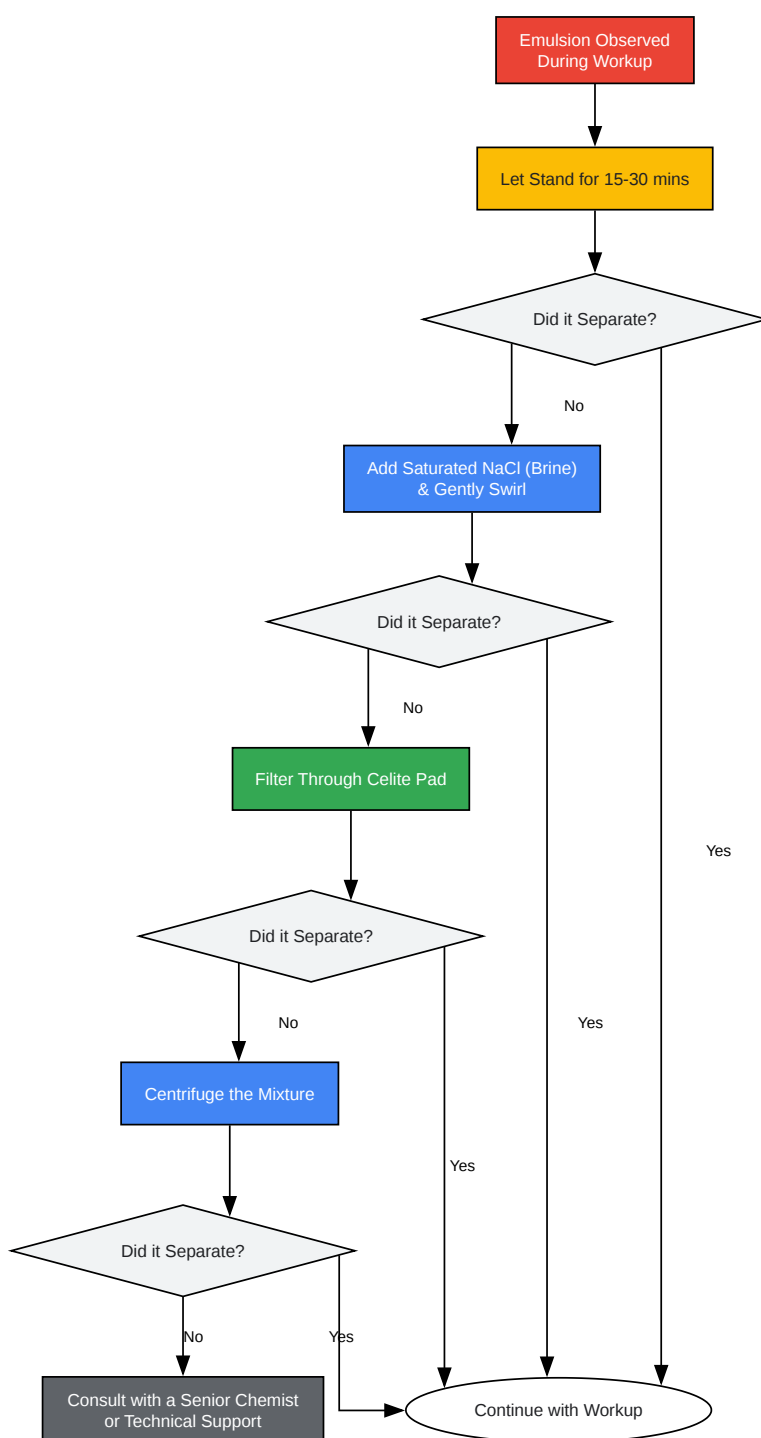 Emulsion Observed
During Workup
Let Stand for 15-30 mins
Did it Separate?
No
Add Saturated NaCl (Brine)
& Gently Swirl
Did it Separate?
No
Filter Through Celite Pad
Yes
Did it Separate?
No
Yes
Centrifuge the Mixture
Yes
Did it Separate?
No
Yes
Consult with a Senior Chemist
or Technical Support
Continue with Workup